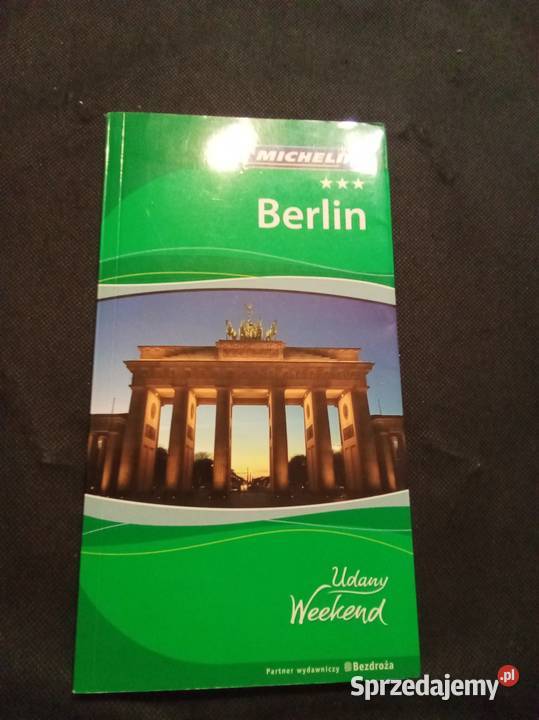 MICHELIN
★★★
Berlin
Udany
Weekend
Partner wydawniczy Bezdroża
Sprzedajemy.pl